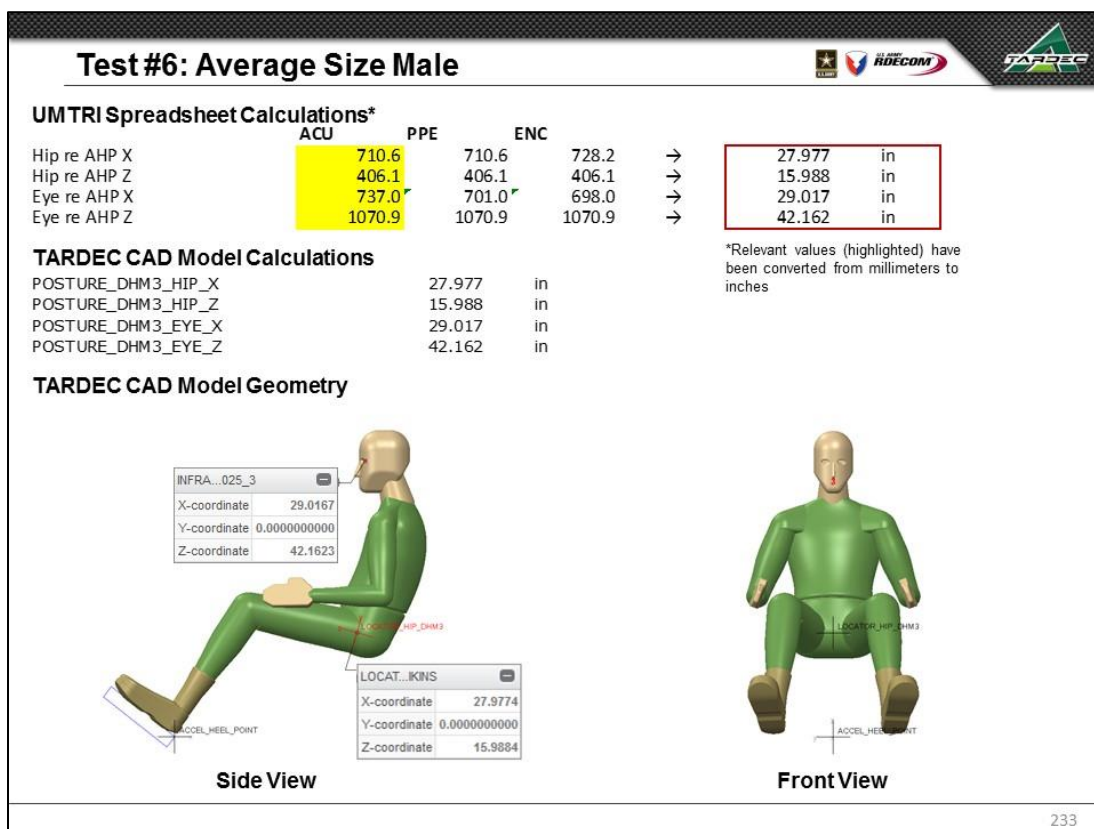 Test #6: Average Size Male
U.S. ARMY
U.S. ARMY
RDECOM
TARDEC
UMTRI Spreadsheet Calculations*
ACU PPE ENC
Hip re AHP X 710.6 710.6 728.2 → 27.977 in
Hip re AHP Z 406.1 406.1 406.1 → 15.988 in
Eye re AHP X 737.0 701.0 698.0 → 29.017 in
Eye re AHP Z 1070.9 1070.9 1070.9 → 42.162 in
*Relevant values (highlighted) have
been converted from millimeters to
inches
TARDEC CAD Model Calculations
POSTURE_DHM3_HIP_X 27.977 in
POSTURE_DHM3_HIP_Z 15.988 in
POSTURE_DHM3_EYE_X 29.017 in
POSTURE_DHM3_EYE_Z 42.162 in
TARDEC CAD Model Geometry
INFRA...025_3
X-coordinate 29.0167
Y-coordinate 0.0000000000
Z-coordinate 42.1623
LOCATOR_HIP_DHM3
LOCAT...IKINS
X-coordinate 27.9774
Y-coordinate 0.0000000000
Z-coordinate 15.9884
ACCEL_HEEL_POINT
Side View
LOCATOR_HIP_DHM3
ACCEL_HEEL_POINT
Front View
233